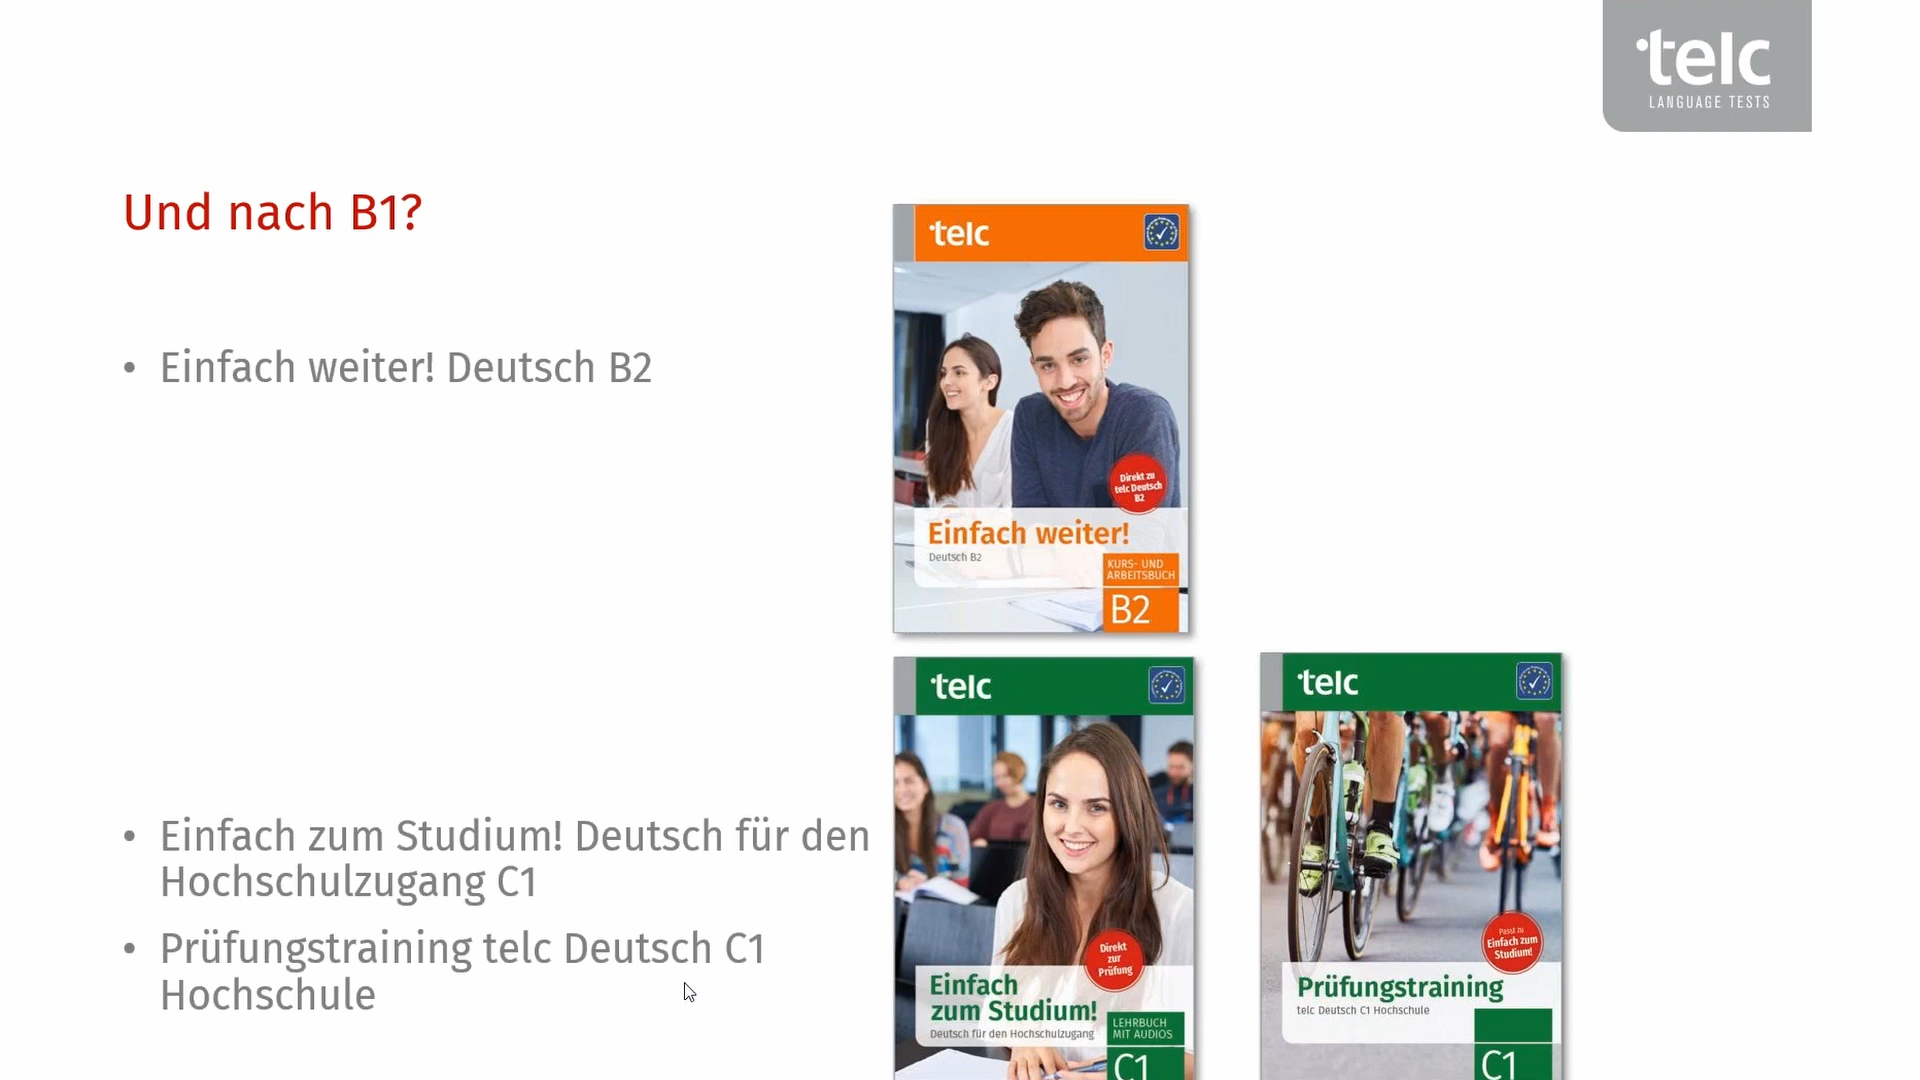 telc
LANGUAGE TESTS
Und nach B1?
• Einfach weiter! Deutsch B2
• Einfach zum Studium! Deutsch für den
Hochschulzugang C1
• Prüfungstraining telc Deutsch C1
Hochschule
telc
Direkt zu
telc Deutsch
B2
Einfach weiter!
Deutsch B2
KURS- UND
ARBEITSBUCH
B2
telc
Direkt
zur
Prüfung
Einfach
zum Studium!
Deutsch für den Hochschulzugang
LEHRBUCH
MIT AUDIOS
C1
telc
Passt zu
Einfach zum
Studium!
Prüfungstraining
telc Deutsch C1 Hochschule
C1